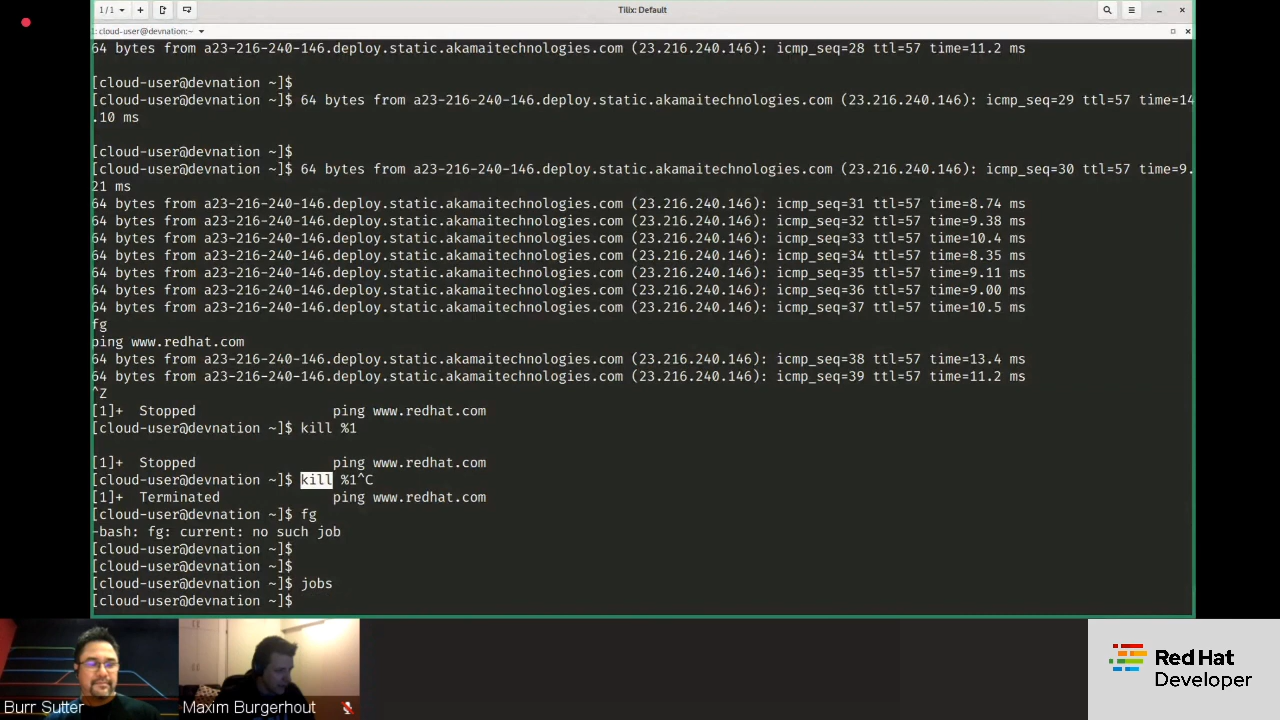 1/1
Tilix: Default
: cloud-user@devnation:~
64 bytes from a23-216-240-146.deploy.static.akamaitechnologies.com (23.216.240.146): icmp_seq=28 ttl=57 time=11.2 ms
[cloud-user@devnation ~]$
[cloud-user@devnation ~]$ 64 bytes from a23-216-240-146.deploy.static.akamaitechnologies.com (23.216.240.146): icmp_seq=29 ttl=57 time=14
.10 ms
[cloud-user@devnation ~]$
[cloud-user@devnation ~]$ 64 bytes from a23-216-240-146.deploy.static.akamaitechnologies.com (23.216.240.146): icmp_seq=30 ttl=57 time=9.
21 ms
64 bytes from a23-216-240-146.deploy.static.akamaitechnologies.com (23.216.240.146): icmp_seq=31 ttl=57 time=8.74 ms
64 bytes from a23-216-240-146.deploy.static.akamaitechnologies.com (23.216.240.146): icmp_seq=32 ttl=57 time=9.38 ms
64 bytes from a23-216-240-146.deploy.static.akamaitechnologies.com (23.216.240.146): icmp_seq=33 ttl=57 time=10.4 ms
64 bytes from a23-216-240-146.deploy.static.akamaitechnologies.com (23.216.240.146): icmp_seq=34 ttl=57 time=8.35 ms
64 bytes from a23-216-240-146.deploy.static.akamaitechnologies.com (23.216.240.146): icmp_seq=35 ttl=57 time=9.11 ms
64 bytes from a23-216-240-146.deploy.static.akamaitechnologies.com (23.216.240.146): icmp_seq=36 ttl=57 time=9.00 ms
64 bytes from a23-216-240-146.deploy.static.akamaitechnologies.com (23.216.240.146): icmp_seq=37 ttl=57 time=10.5 ms
fg
ping www.redhat.com
64 bytes from a23-216-240-146.deploy.static.akamaitechnologies.com (23.216.240.146): icmp_seq=38 ttl=57 time=13.4 ms
64 bytes from a23-216-240-146.deploy.static.akamaitechnologies.com (23.216.240.146): icmp_seq=39 ttl=57 time=11.2 ms
^Z
[1]+  Stopped                 ping www.redhat.com
[cloud-user@devnation ~]$ kill %1
[1]+  Stopped                 ping www.redhat.com
[cloud-user@devnation ~]$ kill %1^C
[1]+  Terminated              ping www.redhat.com
[cloud-user@devnation ~]$ fg
-bash: fg: current: no such job
[cloud-user@devnation ~]$
[cloud-user@devnation ~]$
[cloud-user@devnation ~]$ jobs
[cloud-user@devnation ~]$
Burr Sutter
Maxim Burgerhout
Red Hat
Developer